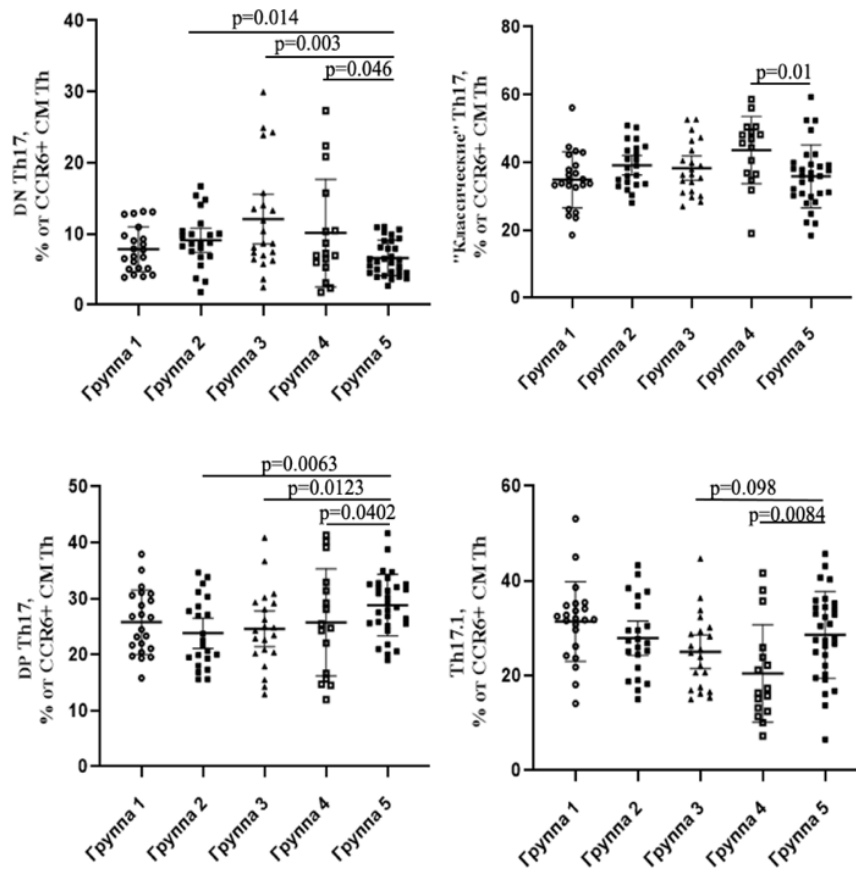 p=0.014
p=0.003
p=0.046
DN Th17,
% от CCR6+ CM Th
40
30
20
10
0
Группа 1
Группа 2
Группа 3
Группа 4
Группа 5
p=0.01
"Классические" Th17,
% от CCR6+ CM Th
80
60
40
20
0
Группа 1
Группа 2
Группа 3
Группа 4
Группа 5
p=0.0063
p=0.0123
p=0.0402
DP Th17,
% от CCR6+ CM Th
50
40
30
20
10
0
Группа 1
Группа 2
Группа 3
Группа 4
Группа 5
p=0.098
p=0.0084
Th17.1,
% от CCR6+ CM Th
60
40
20
0
Группа 1
Группа 2
Группа 3
Группа 4
Группа 5